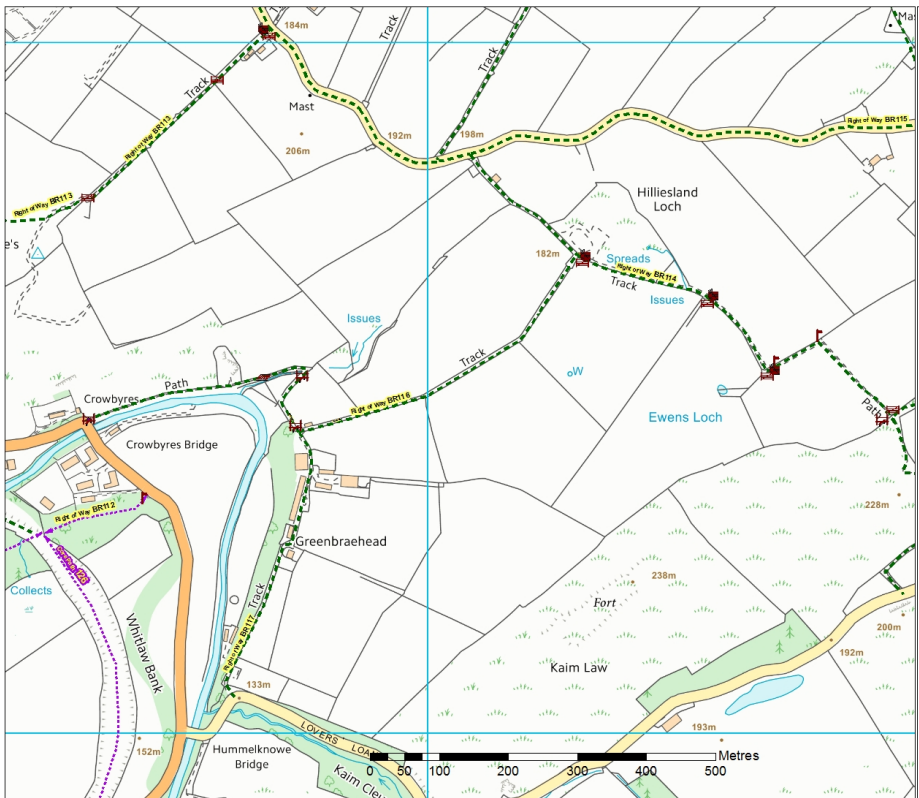 184m
Track
Mas
Track
Track
Mast
192m
198m
Right of Way BR115
Right of Way BR113
206m
Hilliesland
Loch
Right of Way BR113
e's
182m
Spreads
Right of Way BR114
Track
Issues
Issues
Track
W
Path
Crowbyres
Right of Way BR116
Path
Ewens Loch
Crowbyres Bridge
228m
Right of Way BR112
Greenbraehead
Collects
Track
238m
Fort
200m
Whitlaw Bank
Right of Way BR117
192m
Kaim Law
133m
193m
LOVERS LOA
152m
Hummelknowe
Bridge
Metres
0 50 100 200 300 400 500
Kaim Cleu